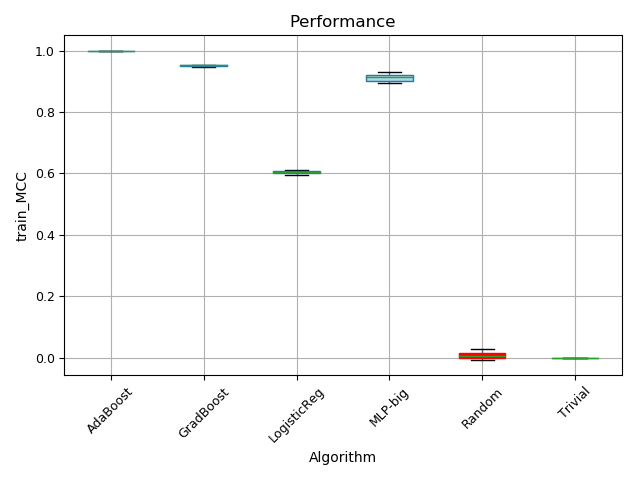 Performance
1.0
0.8
0.6
0.4
0.2
0.0
train_MCC
AdaBoost
GradBoost
LogisticReg
MLP-big
Random
Trivial
Algorithm